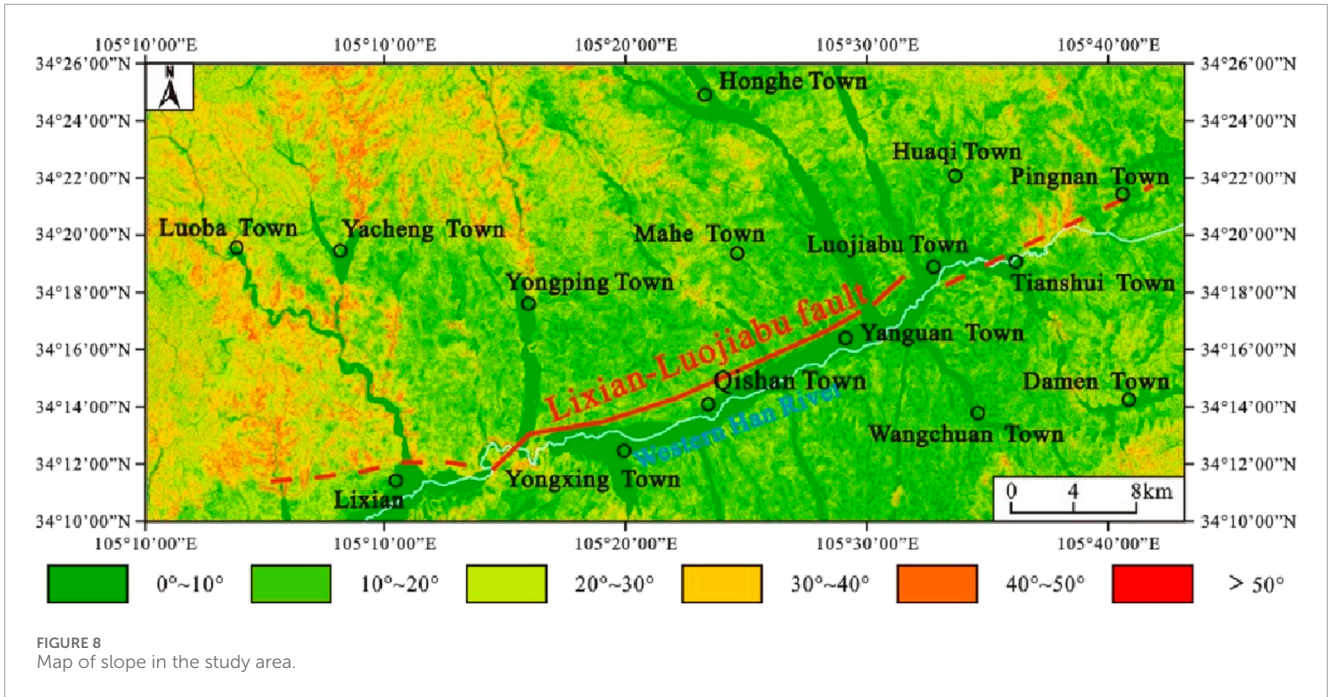 105°10'00"E 105°10'00"E 105°20'00"E 105°30'00"E 105°40'00"E
34°26'00"N 34°26'00"N
N
Honghe Town
34°24'00"N 34°24'00"N
Huaqi Town
34°22'00"N 34°22'00"N
Pingnan Town
Luoba Town Yacheng Town Mahe Town Luojiabu Town
34°20'00"N 34°20'00"N
Yongping Town Tianshui Town
34°18'00"N 34°18'00"N
Lixian-Luojiabu fault
Yanguan Town
34°16'00"N 34°16'00"N
Qishan Town Damen Town
34°14'00"N 34°14'00"N
Western Han River
Wangchuan Town
34°12'00"N 34°12'00"N
Yongxing Town
Lixian
0 4 8km
34°10'00"N 34°10'00"N
105°10'00"E 105°10'00"E 105°20'00"E 105°30'00"E 105°40'00"E
0°~10° 10°~20° 20°~30° 30°~40° 40°~50° > 50°
FIGURE 8
Map of slope in the study area.